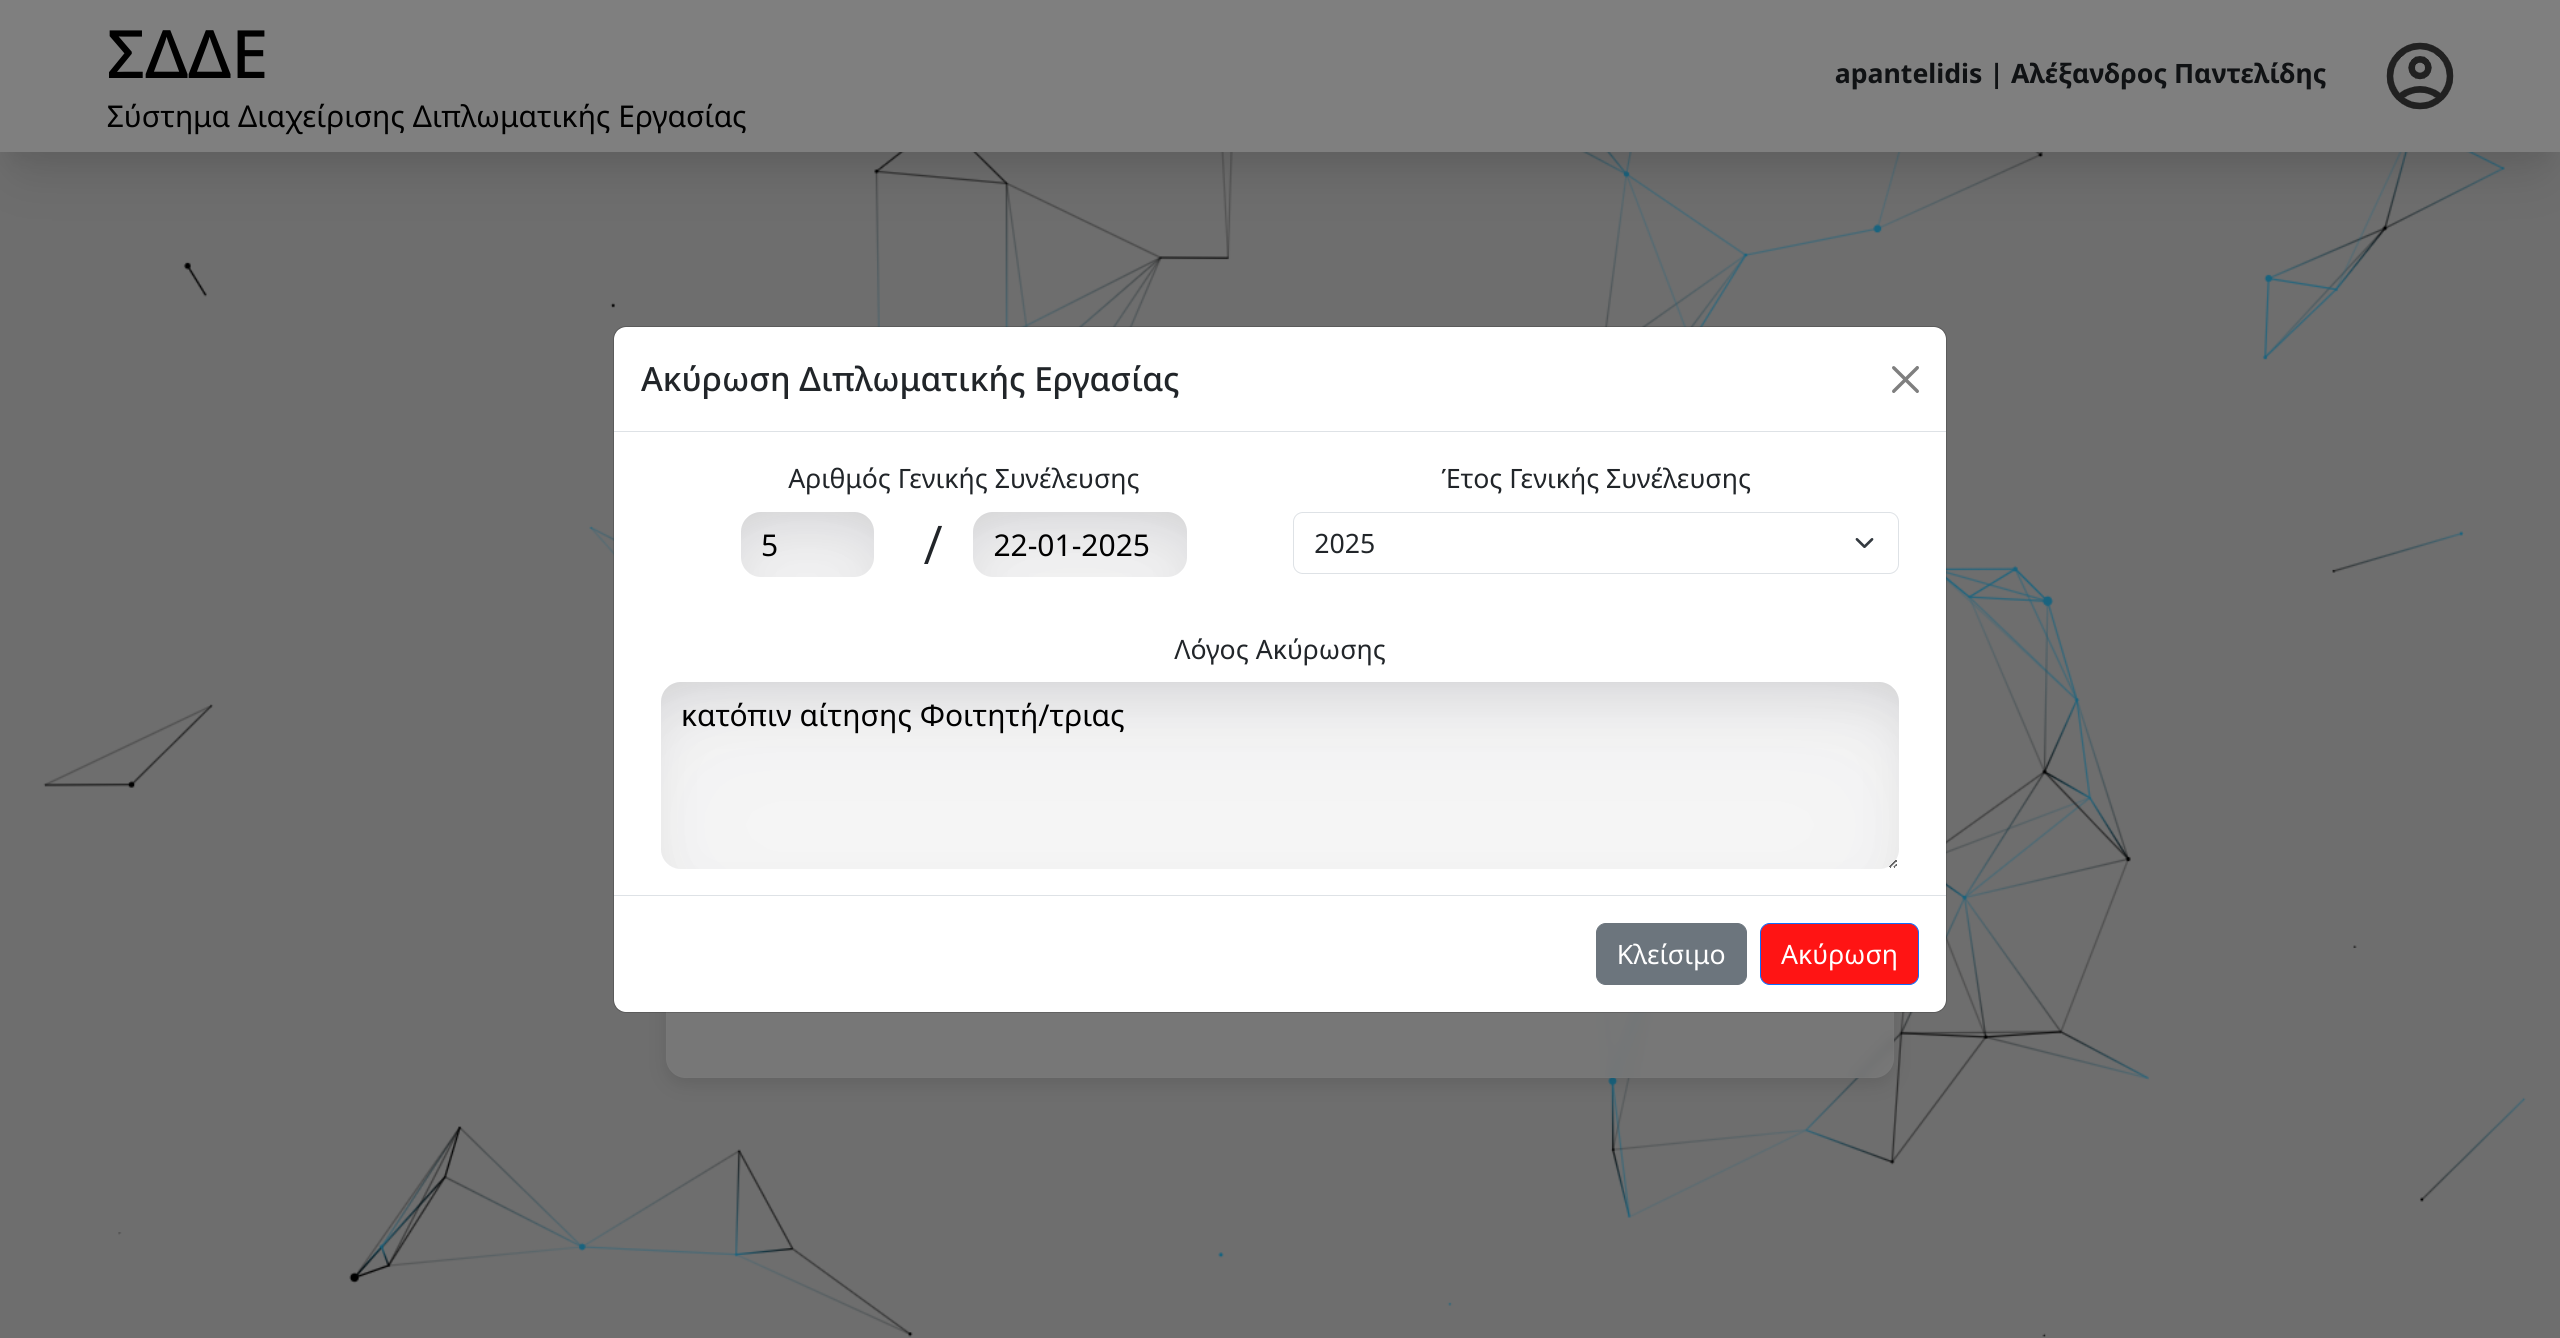 ΣΔΔΕ
Σύστημα Διαχείρισης Διπλωματικής Εργασίας
apantelidis | Αλέξανδρος Παντελίδης
Ακύρωση Διπλωματικής Εργασίας
Αριθμός Γενικής Συνέλευσης
Έτος Γενικής Συνέλευσης
5 / 22-01-2025
2025
Λόγος Ακύρωσης
κατόπιν αίτησης Φοιτητή/τριας
Κλείσιμο
Ακύρωση